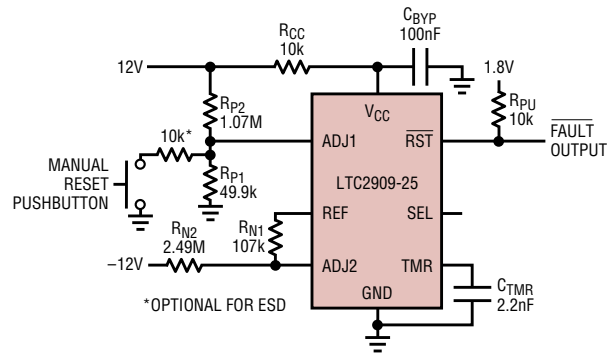 CBYP
100nF
RCC
10k
12V
1.8V
RP2
1.07M
VCC
RPU
10k
10k*
ADJ1
RST
FAULT
OUTPUT
MANUAL
RESET
PUSHBUTTON
RP1
49.9k
LTC2909-25
REF
SEL
RN1
107k
RN2
2.49M
–12V
ADJ2
TMR
*OPTIONAL FOR ESD
GND
CTMR
2.2nF